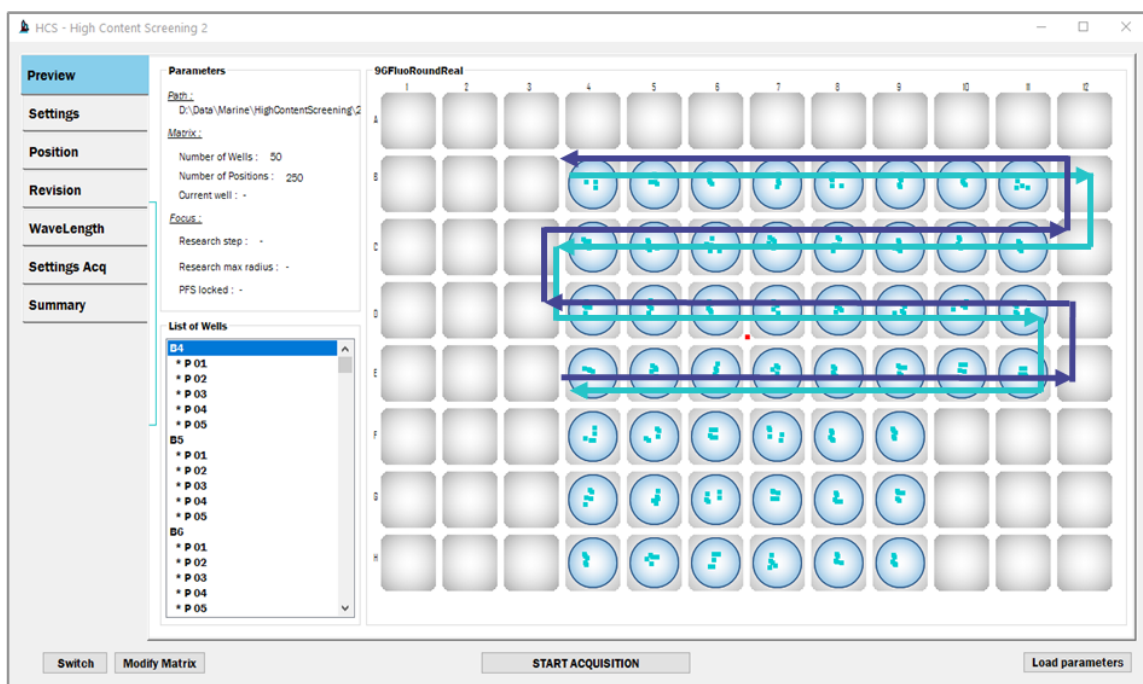 HCS - High Content Screening 2
Preview
Settings
Position
Revision
WaveLength
Settings Acq
Summary
Parameters
Path :
D:\Data\Marine\HighContentScreening\2
Matrix :
Number of Wells : 50
Number of Positions : 250
Current well : -
Focus :
Research step : -
Research max radius : -
PFS locked : -
List of Wells
B4
* P 01
* P 02
* P 03
* P 04
* P 05
B5
* P 01
* P 02
* P 03
* P 04
* P 05
B6
* P 01
* P 02
* P 03
* P 04
* P 05
96FluoRoundReal
1 2 3 4 5 6 7 8 9 10 11 12
A
B
C
D
E
F
G
H
Switch
Modify Matrix
START ACQUISITION
Load parameters